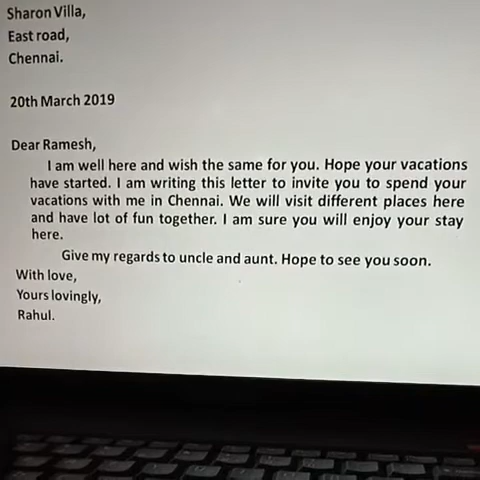 Sharon Villa,
East road,
Chennai.
20th March 2019
Dear Ramesh,
I am well here and wish the same for you. Hope your vacations
have started. I am writing this letter to invite you to spend your
vacations with me in Chennai. We will visit different places here
and have lot of fun together. I am sure you will enjoy your stay
here.
Give my regards to uncle and aunt. Hope to see you soon.
With love,
Yours lovingly,
Rahul.